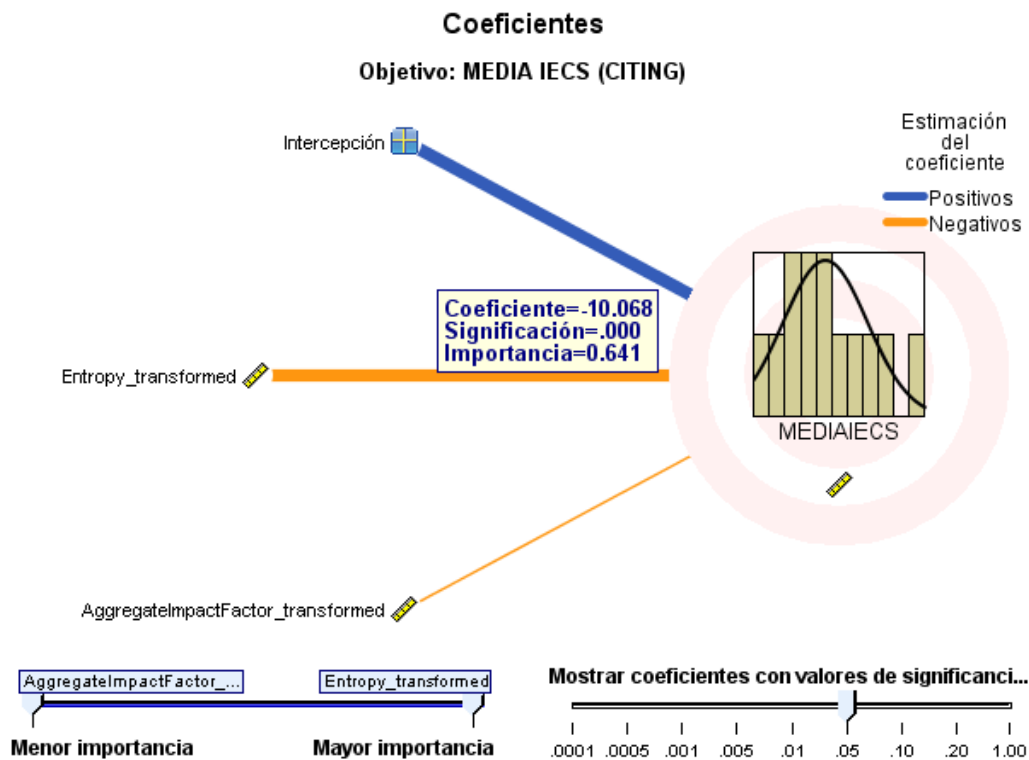 Coeficientes
Objetivo: MEDIA IECS (CITING)
Intercepción
Estimación
del
coeficiente
Positivos
Negativos
Coeficiente=-10.068
Significación=.000
Importancia=0.641
Entropy_transformed
MEDIAIECS
AggregateImpactFactor_transformed
AggregateImpactFactor_...
Entropy_transformed
Menor importancia
Mayor importancia
Mostrar coeficientes con valores de significanci...
.0001 .0005 .001 .005 .01 .05 .10 .20 1.00